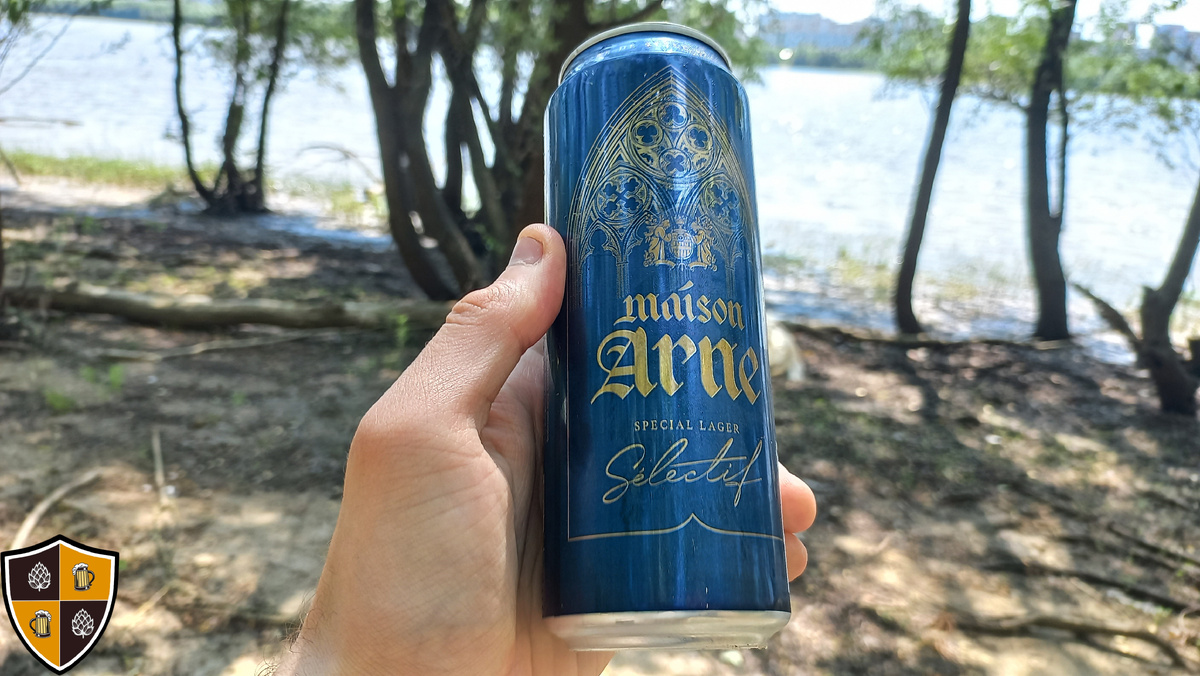 máison
Arne
SPECIAL LAGER
Sélectif